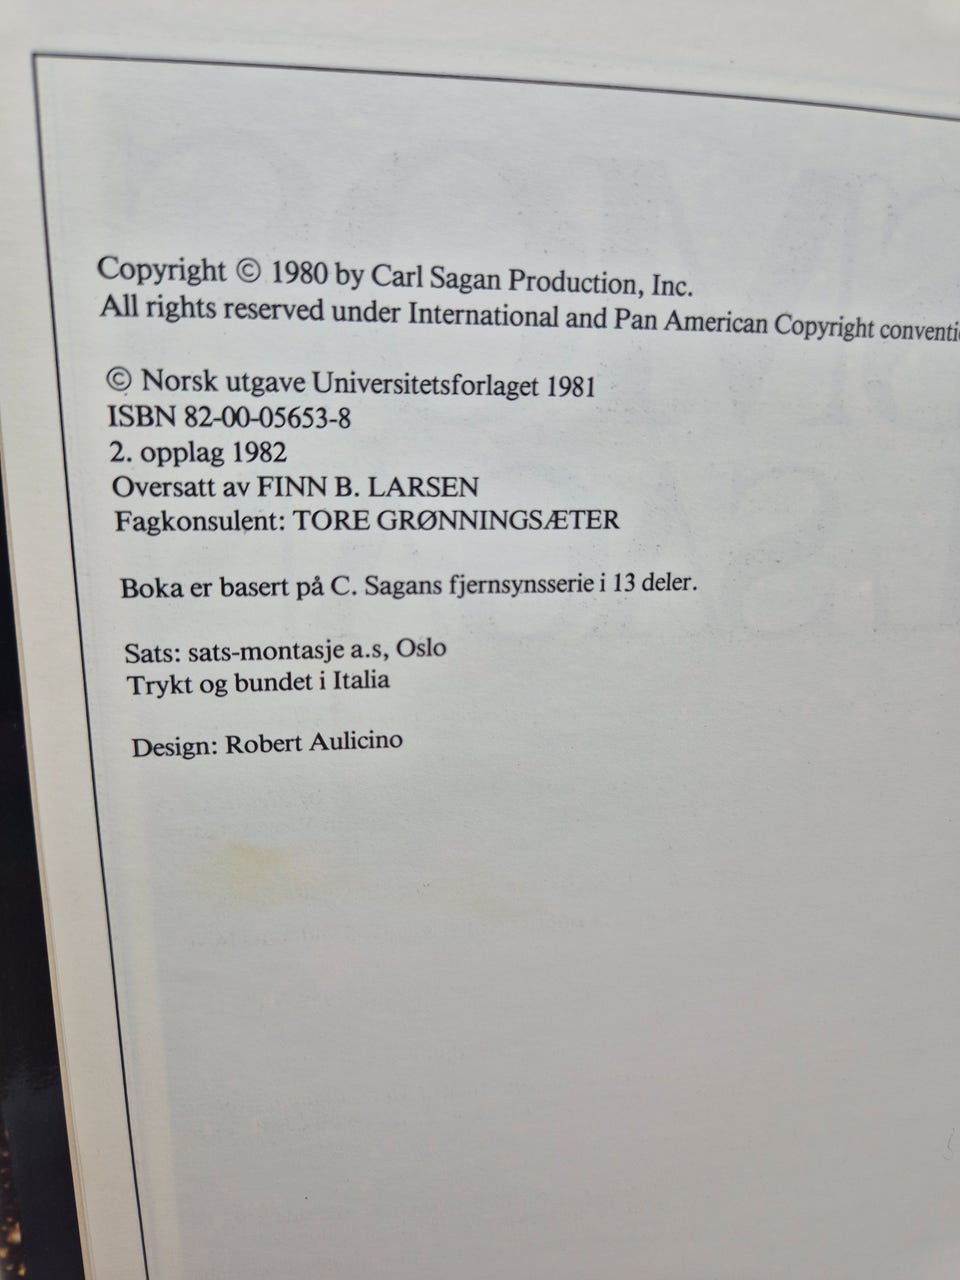 Copyright © 1980 by Carl Sagan Production, Inc.
All rights reserved under International and Pan American Copyright conventi
© Norsk utgave Universitetsforlaget 1981
ISBN 82-00-05653-8
2. opplag 1982
Oversatt av FINN B. LARSEN
Fagkonsulent: TORE GRØNNINGSÆTER
Boka er basert på C. Sagans fjernsynsserie i 13 deler.
Sats: sats-montasje a.s, Oslo
Trykt og bundet i Italia
Design: Robert Aulicino